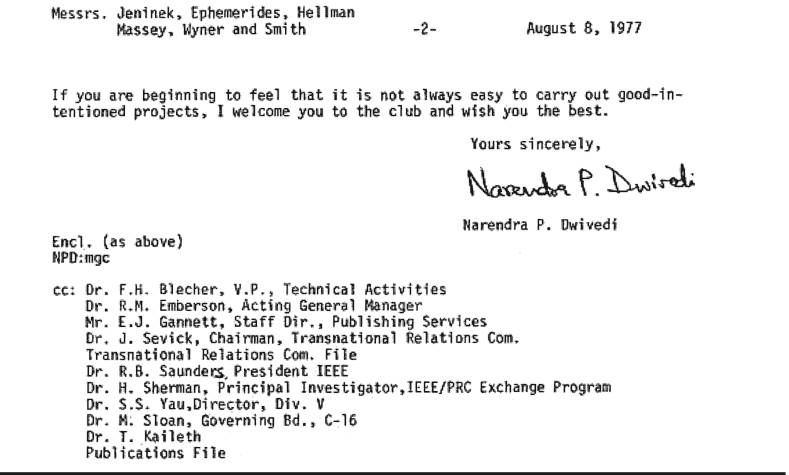 Messrs. Jeninek, Ephemerides, Hellman
Massey, Wyner and Smith -2- August 8, 1977
If you are beginning to feel that it is not always easy to carry out good-in-
tentioned projects, I welcome you to the club and wish you the best.
Yours sincerely,
Narendra P. Dwivedi
Narendra P. Dwivedi
Encl. (as above)
NPD:mgc
cc: Dr. F.H. Blecher, V.P., Technical Activities
Dr. R.M. Emberson, Acting General Manager
Mr. E.J. Gannett, Staff Dir., Publishing Services
Dr. J. Sevick, Chairman, Transnational Relations Com.
Transnational Relations Com. File
Dr. R.B. Saunders, President IEEE
Dr. H. Sherman, Principal Investigator,IEEE/PRC Exchange Program
Dr. S.S. Yau,Director, Div. V
Dr. M. Sloan, Governing Bd., C-16
Dr. T. Kaileth
Publications File